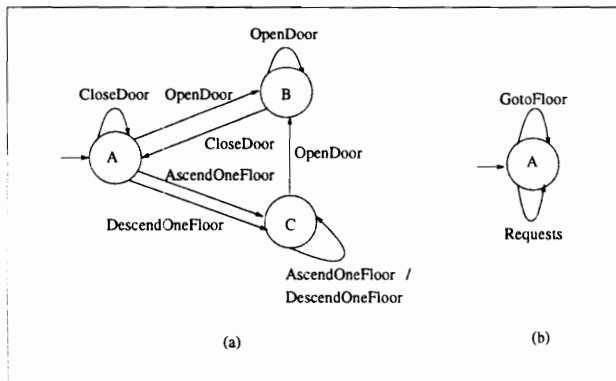 OpenDoor
CloseDoor
OpenDoor
B
GotoFloor
CloseDoor
OpenDoor
A
AscendOneFloor
A
DescendOneFloor
C
Requests
AscendOneFloor /
DescendOneFloor
(a)
(b)